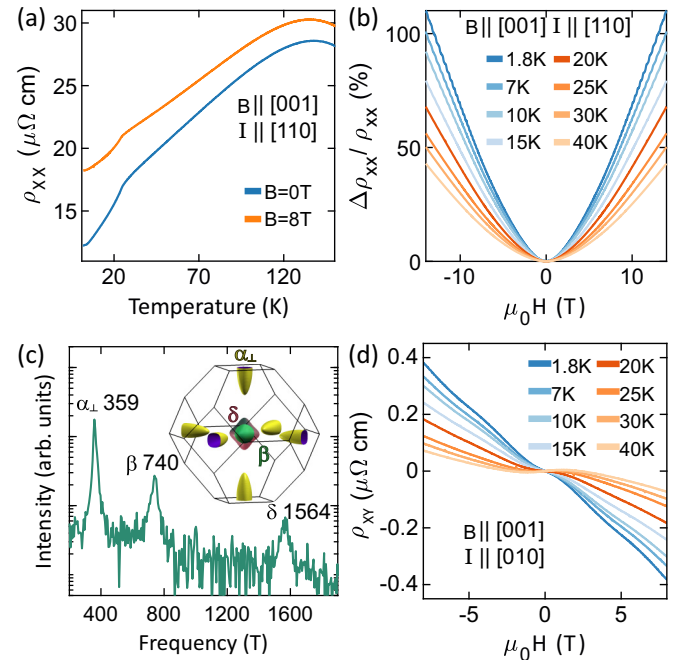 (a)
30
25
20
15
ρXX (μΩ cm)
B|| [001]
I || [110]
B=0T
B=8T
20 70 120
Temperature (K)
(b)
100
50
0
Δρxx/ ρxx (%)
B|| [001] I || [110]
1.8K 20K
7K 25K
10K 30K
15K 40K
-10 0 10
μ0H (T)
(c)
Intensity (arb. units)
α⊥ 359
β 740
δ 1564
α⊥
δ
β
400 800 1200 1600
Frequency (T)
(d)
0.4
0.2
0
-0.2
-0.4
ρXY (μΩ cm)
1.8K 20K
7K 25K
10K 30K
15K 40K
B|| [001]
I || [010]
-5 0 5
μ0H (T)